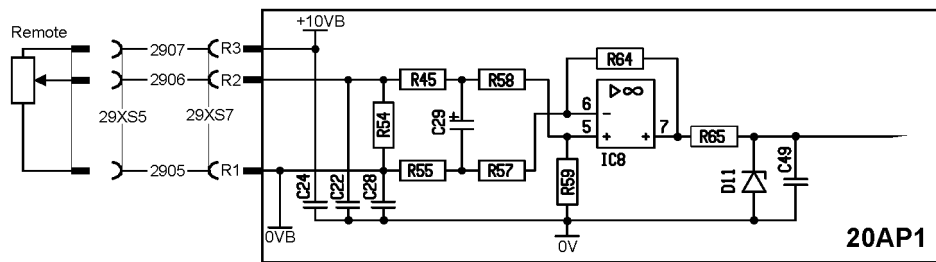 +10VB
Remote
2907 R3
2906 R2 R45 R58 R64
29XS5 29XS7 R54 C29 6 ▷∞ −
5 + + 7 R65
IC8
2905 R1 R55 R57 R59 D11 C49
C24 C22 C28
0VB 0V 20AP1